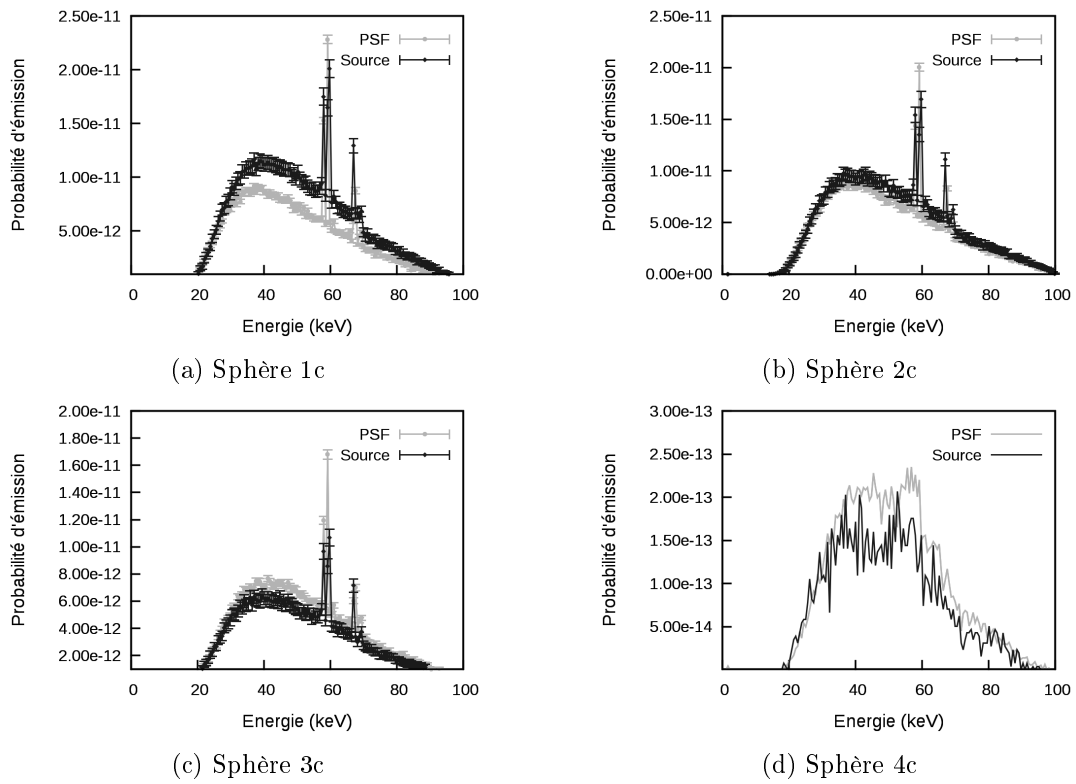 2.50e-11
2.00e-11
1.50e-11
1.00e-11
5.00e-12
0 20 40 60 80 100
Probabilité d'émission
Energie (keV)
PSF
Source
(a) Sphère 1c
2.50e-11
2.00e-11
1.50e-11
1.00e-11
5.00e-12
0.00e+00
0 20 40 60 80 100
Probabilité d'émission
Energie (keV)
PSF
Source
(b) Sphère 2c
2.00e-11
1.80e-11
1.60e-11
1.40e-11
1.20e-11
1.00e-11
8.00e-12
6.00e-12
4.00e-12
2.00e-12
0 20 40 60 80 100
Probabilité d'émission
Energie (keV)
PSF
Source
(c) Sphère 3c
3.00e-13
2.50e-13
2.00e-13
1.50e-13
1.00e-13
5.00e-14
0 20 40 60 80 100
Probabilité d'émission
Energie (keV)
PSF
Source
(d) Sphère 4c